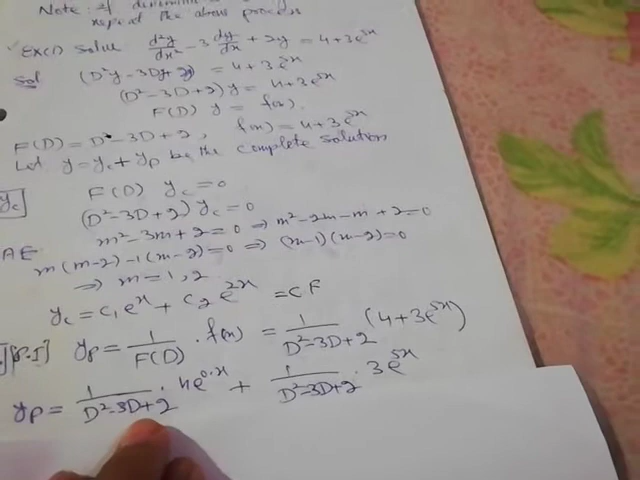 Note: if denomin
repeat the above process
Ex(1) solve d²y/dx² - 3 dy/dx + 2y = 4+3e^5x
Sol (D²y - 3Dy + 2y) = 4+3e^5x
(D² - 3D + 2) y = 4+3e^5x
F(D) y = f(x).
F(D) = D² - 3D + 2, f(x) = 4+3e^5x
Let y = yc + yp be the complete solution
yc F(D) yc = 0
(D² - 3D + 2) yc = 0
AE m² - 3m + 2 = 0 ⇒ m² - 2m - m + 2 = 0
m(m-2) - 1(m-2) = 0 ⇒ (m-1)(m-2) = 0
⇒ m = 1, 2
yc = c₁e^x + c₂e^2x = CF
[P.I] yp = 1/F(D) . f(x) = 1/(D²-3D+2) (4+3e^5x)
yp = 1/(D²-3D+2) . 4e^0.x + 1/(D²-3D+2) . 3e^5x